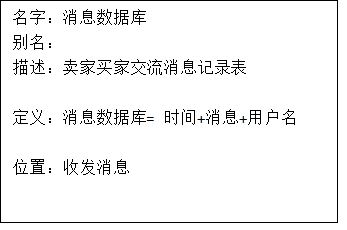 名字：消息数据库
别名：
描述：卖家买家交流消息记录表
定义：消息数据库= 时间+消息+用户名
位置：收发消息